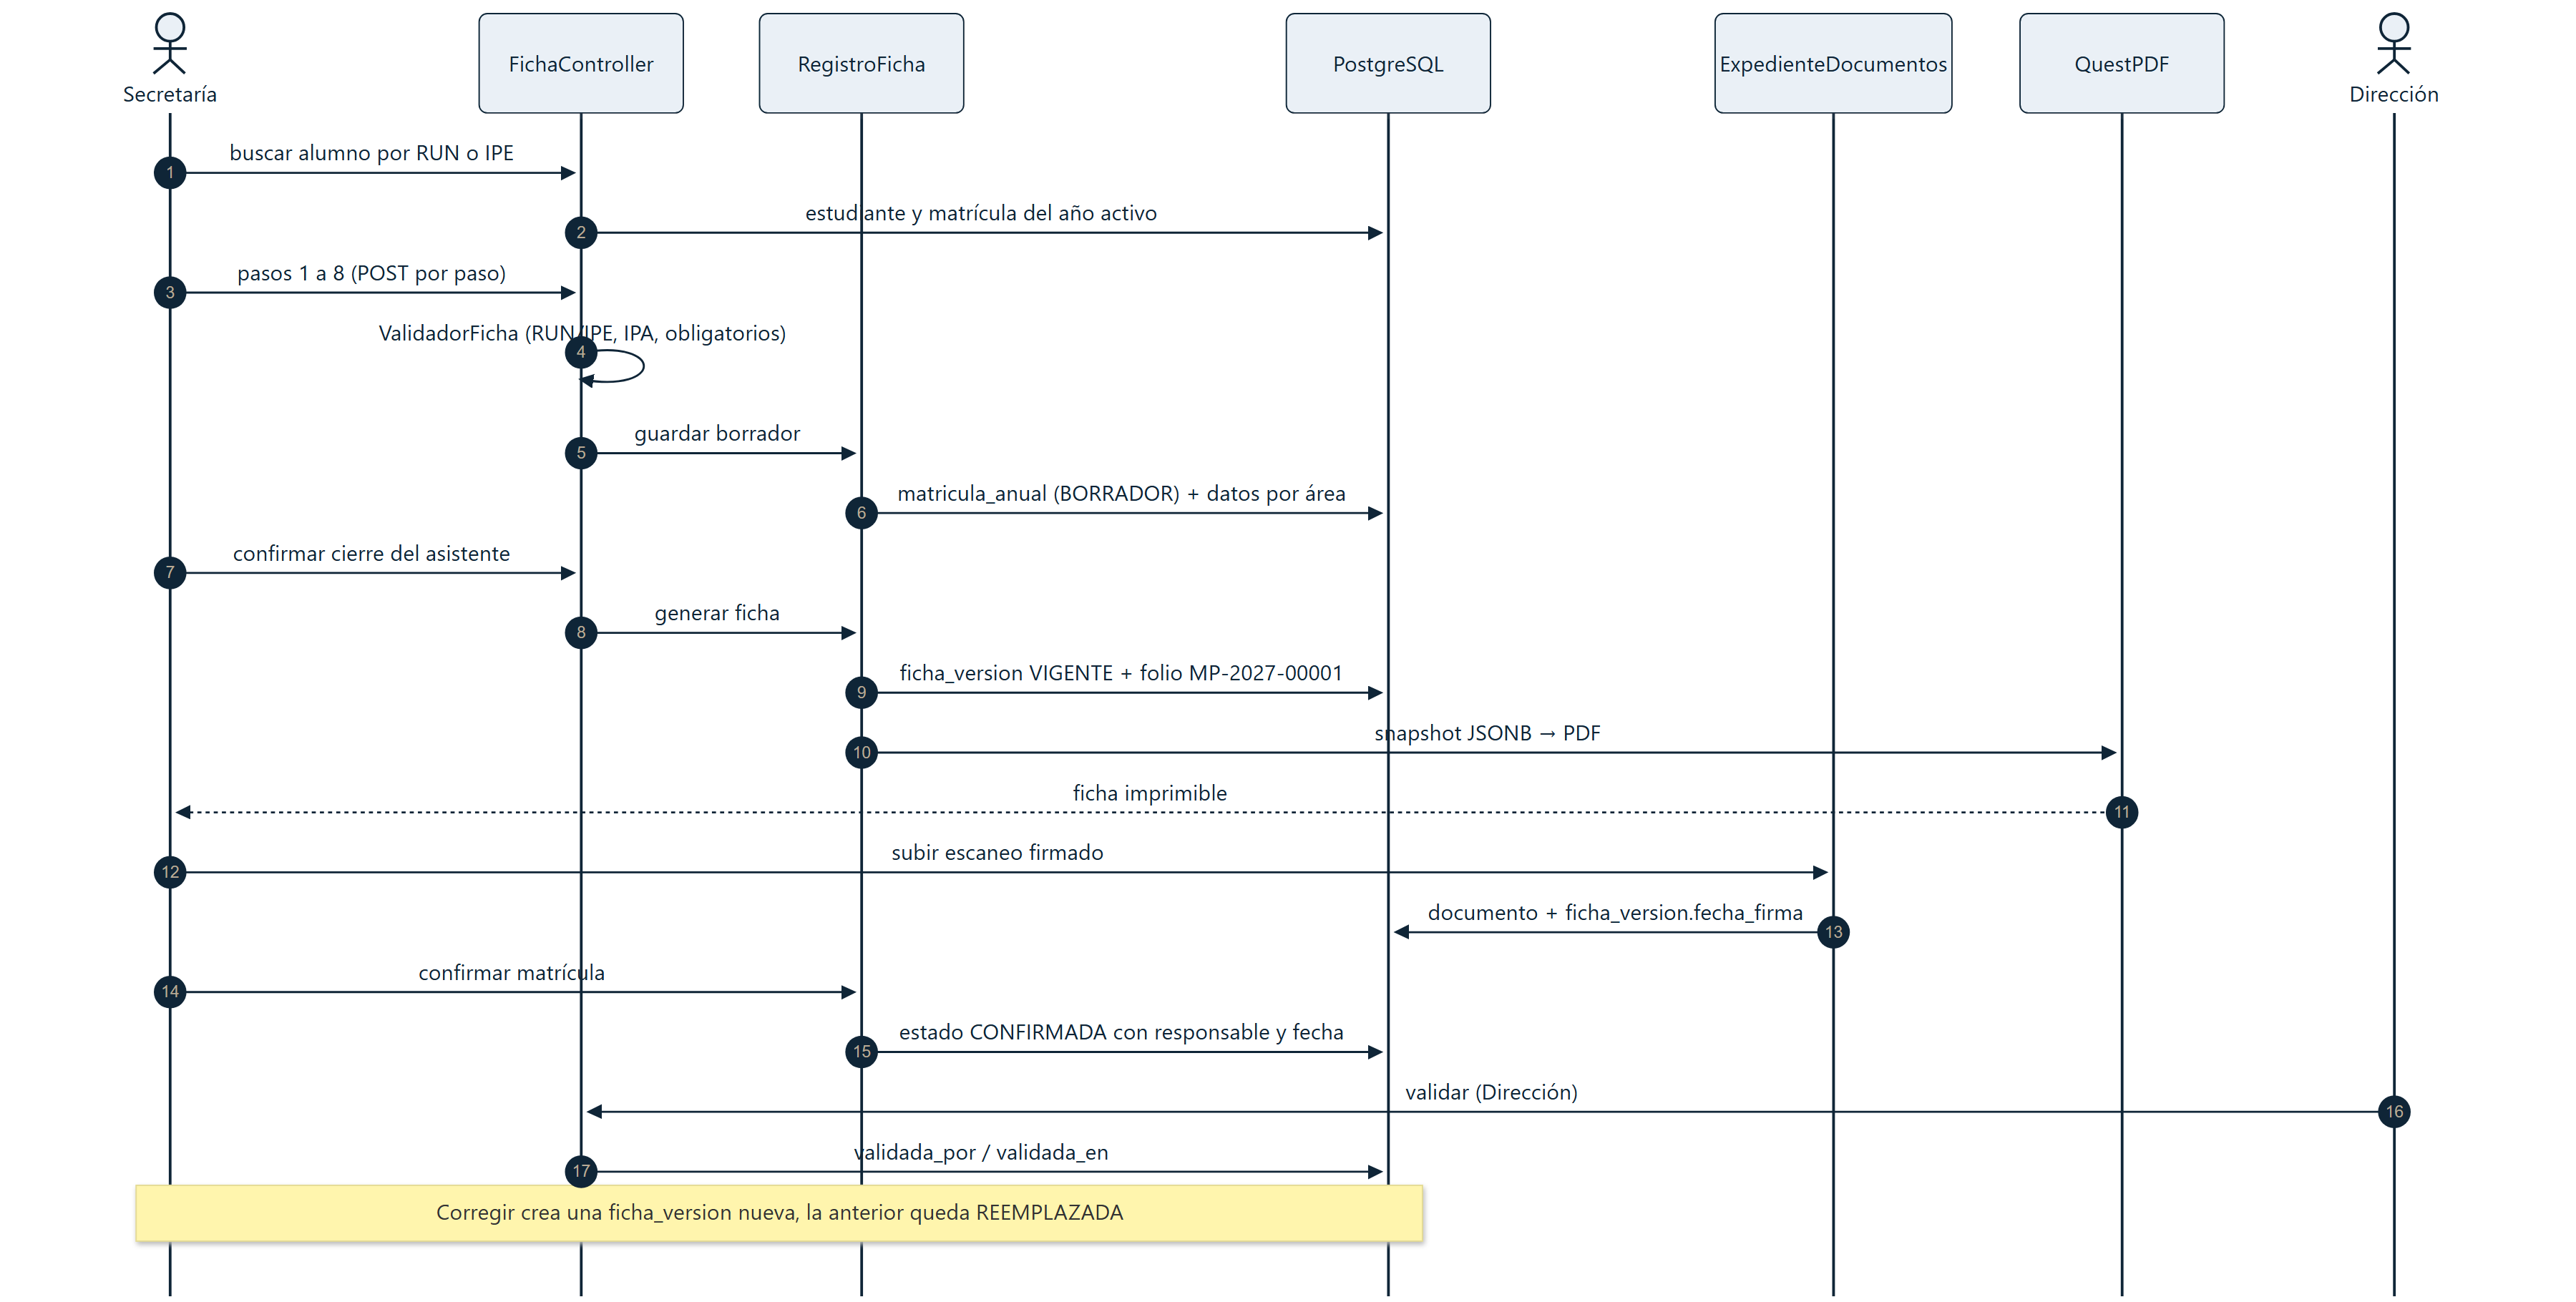 Secretaría
FichaController
RegistroFicha
PostgreSQL
ExpedienteDocumentos
QuestPDF
Dirección
buscar alumno por RUN o IPE
1
estudiante y matrícula del año activo
2
pasos 1 a 8 (POST por paso)
3
ValidadorFicha (RUN/IPE, IPA, obligatorios)
4
guardar borrador
5
matricula_anual (BORRADOR) + datos por área
6
confirmar cierre del asistente
7
generar ficha
8
ficha_version VIGENTE + folio MP-2027-00001
9
snapshot JSONB → PDF
10
ficha imprimible
11
subir escaneo firmado
12
documento + ficha_version.fecha_firma
13
confirmar matrícula
14
estado CONFIRMADA con responsable y fecha
15
validar (Dirección)
16
validada_por / validada_en
17
Corregir crea una ficha_version nueva, la anterior queda REEMPLAZADA